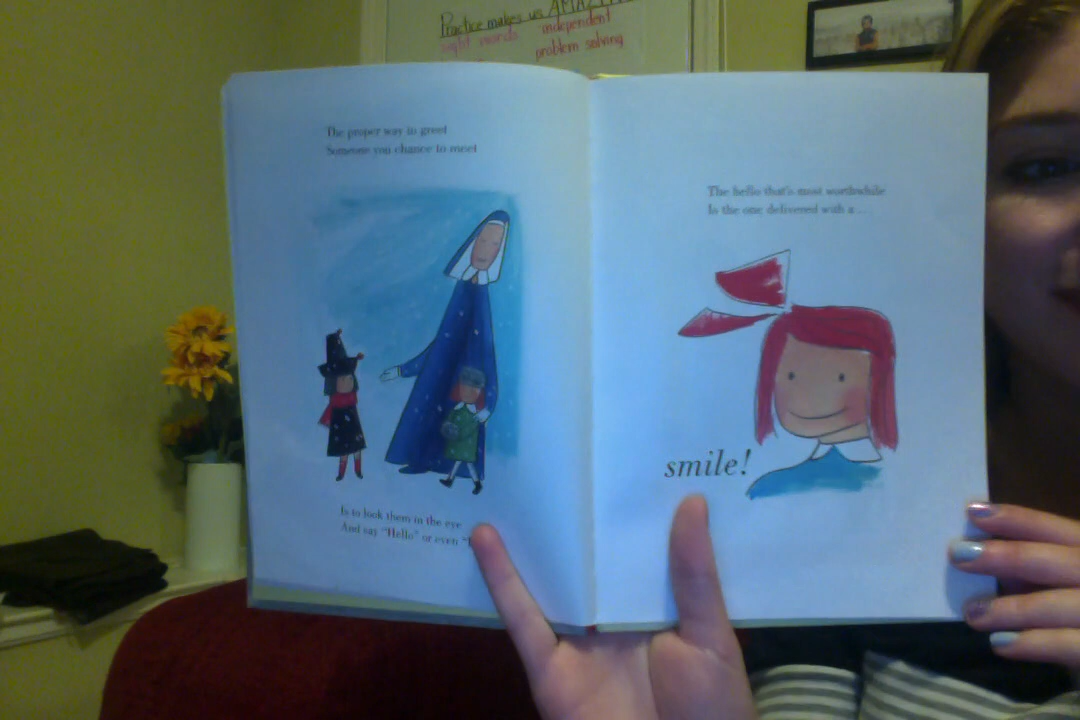 Practice makes us AMAZING
sight words independent
problem solving
The proper way to greet
Someone you chance to meet
Is to look them in the eye
And say "Hello" or even "
The hello that's most worthwhile
Is the one delivered with a...
smile!